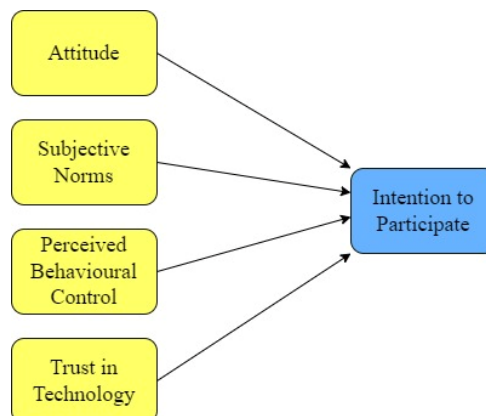 Attitude
Subjective
Norms
Perceived
Behavioural
Control
Trust in
Technology
Intention to
Participate